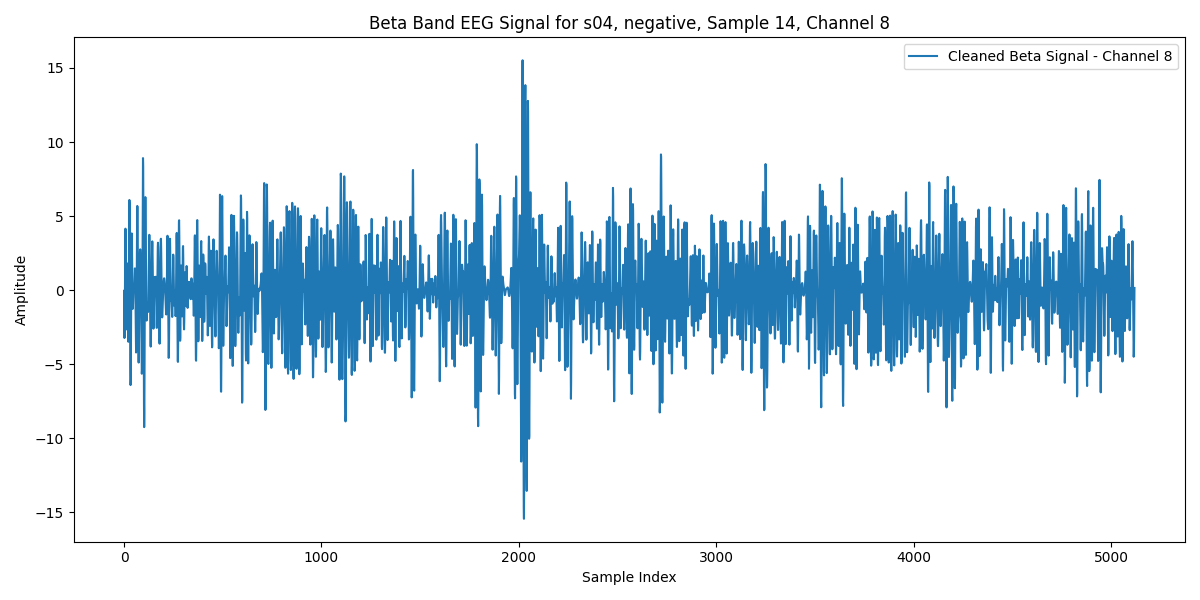 Beta Band EEG Signal for s04, negative, Sample 14, Channel 8
Cleaned Beta Signal - Channel 8
Amplitude
15
10
5
0
−5
−10
−15
0 1000 2000 3000 4000 5000
Sample Index